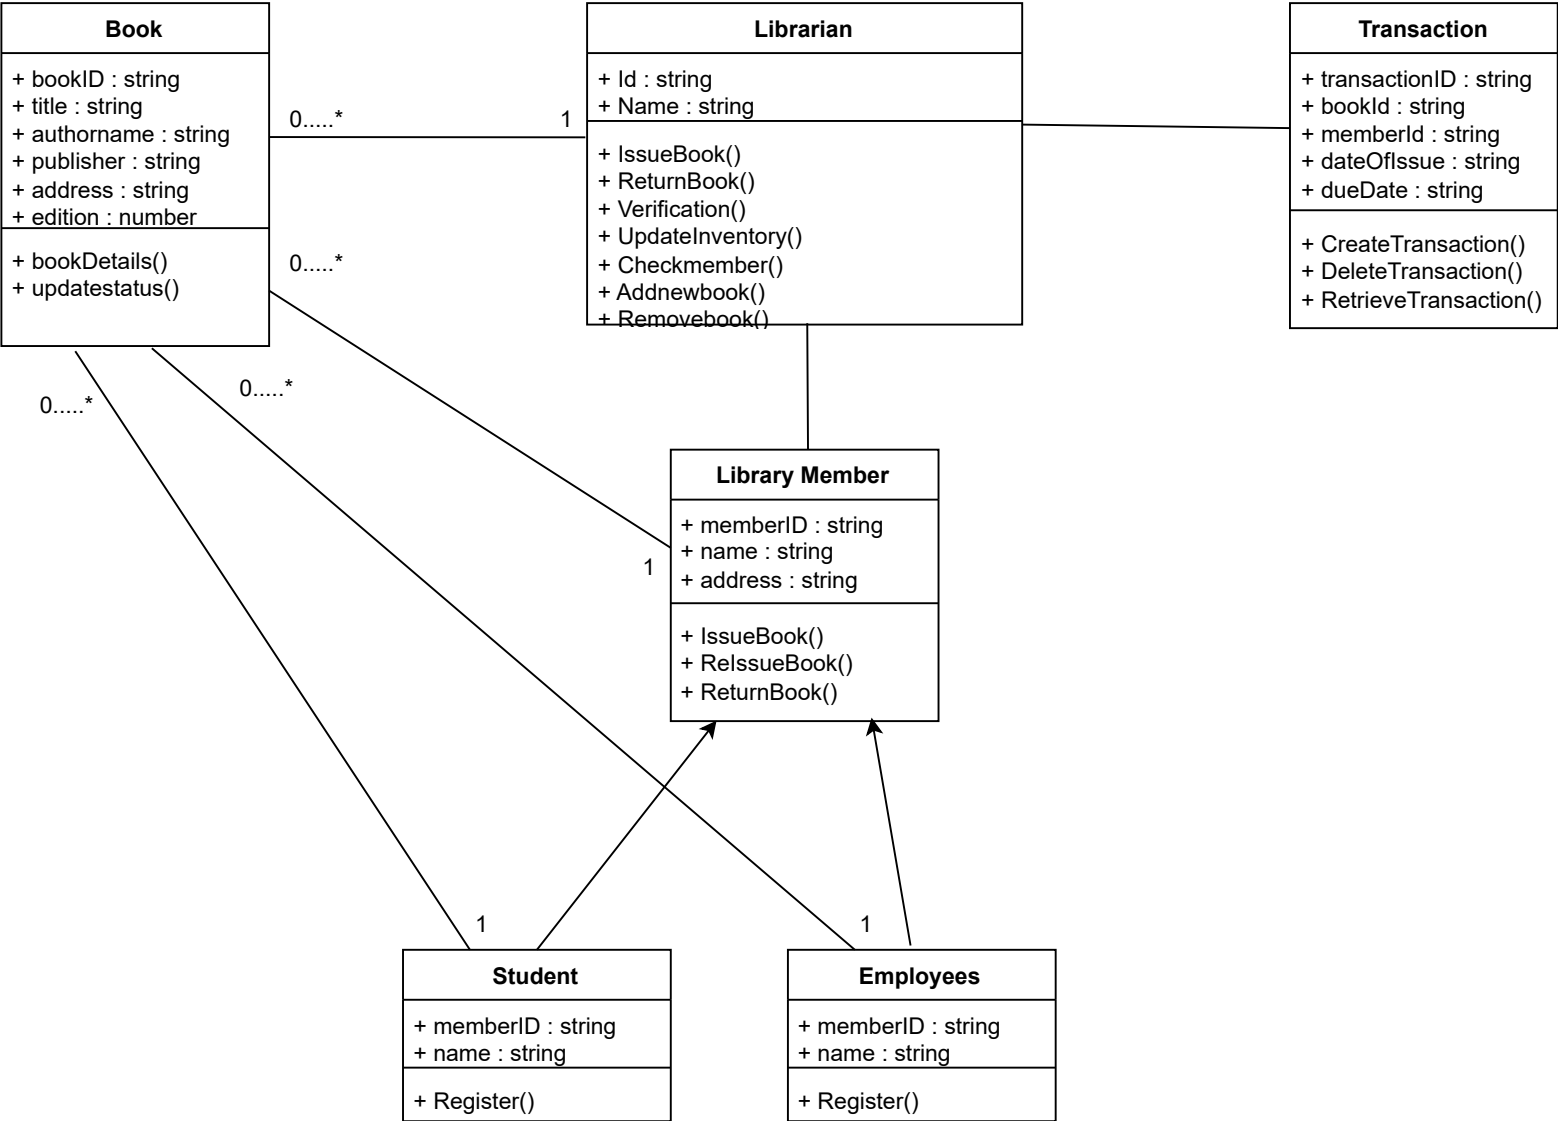 Book
+ bookID : string
+ title : string
+ authorname : string
+ publisher : string
+ address : string
+ edition : number
+ bookDetails()
+ updatestatus()
0.....*
1
Librarian
+ Id : string
+ Name : string
+ IssueBook()
+ ReturnBook()
+ Verification()
+ UpdateInventory()
+ Checkmember()
+ Addnewbook()
+ Removebook()
Transaction
+ transactionID : string
+ bookId : string
+ memberId : string
+ dateOfIssue : string
+ dueDate : string
+ CreateTransaction()
+ DeleteTransaction()
+ RetrieveTransaction()
0.....*
0.....*
0.....*
1
Library Member
+ memberID : string
+ name : string
+ address : string
+ IssueBook()
+ ReIssueBook()
+ ReturnBook()
1
1
Student
+ memberID : string
+ name : string
+ Register()
Employees
+ memberID : string
+ name : string
+ Register()